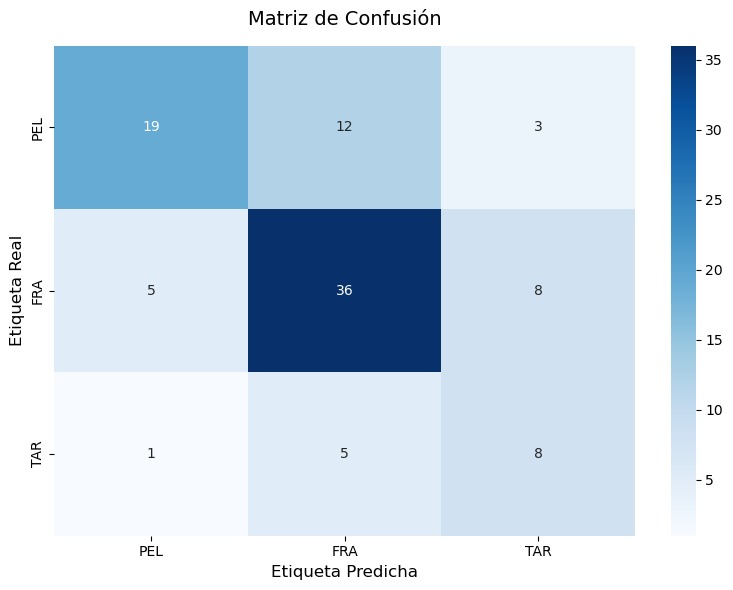 Matriz de Confusión
Etiqueta Real
PEL
19
12
3
FRA
5
36
8
TAR
1
5
8
PEL
FRA
TAR
Etiqueta Predicha
35
30
25
20
15
10
5